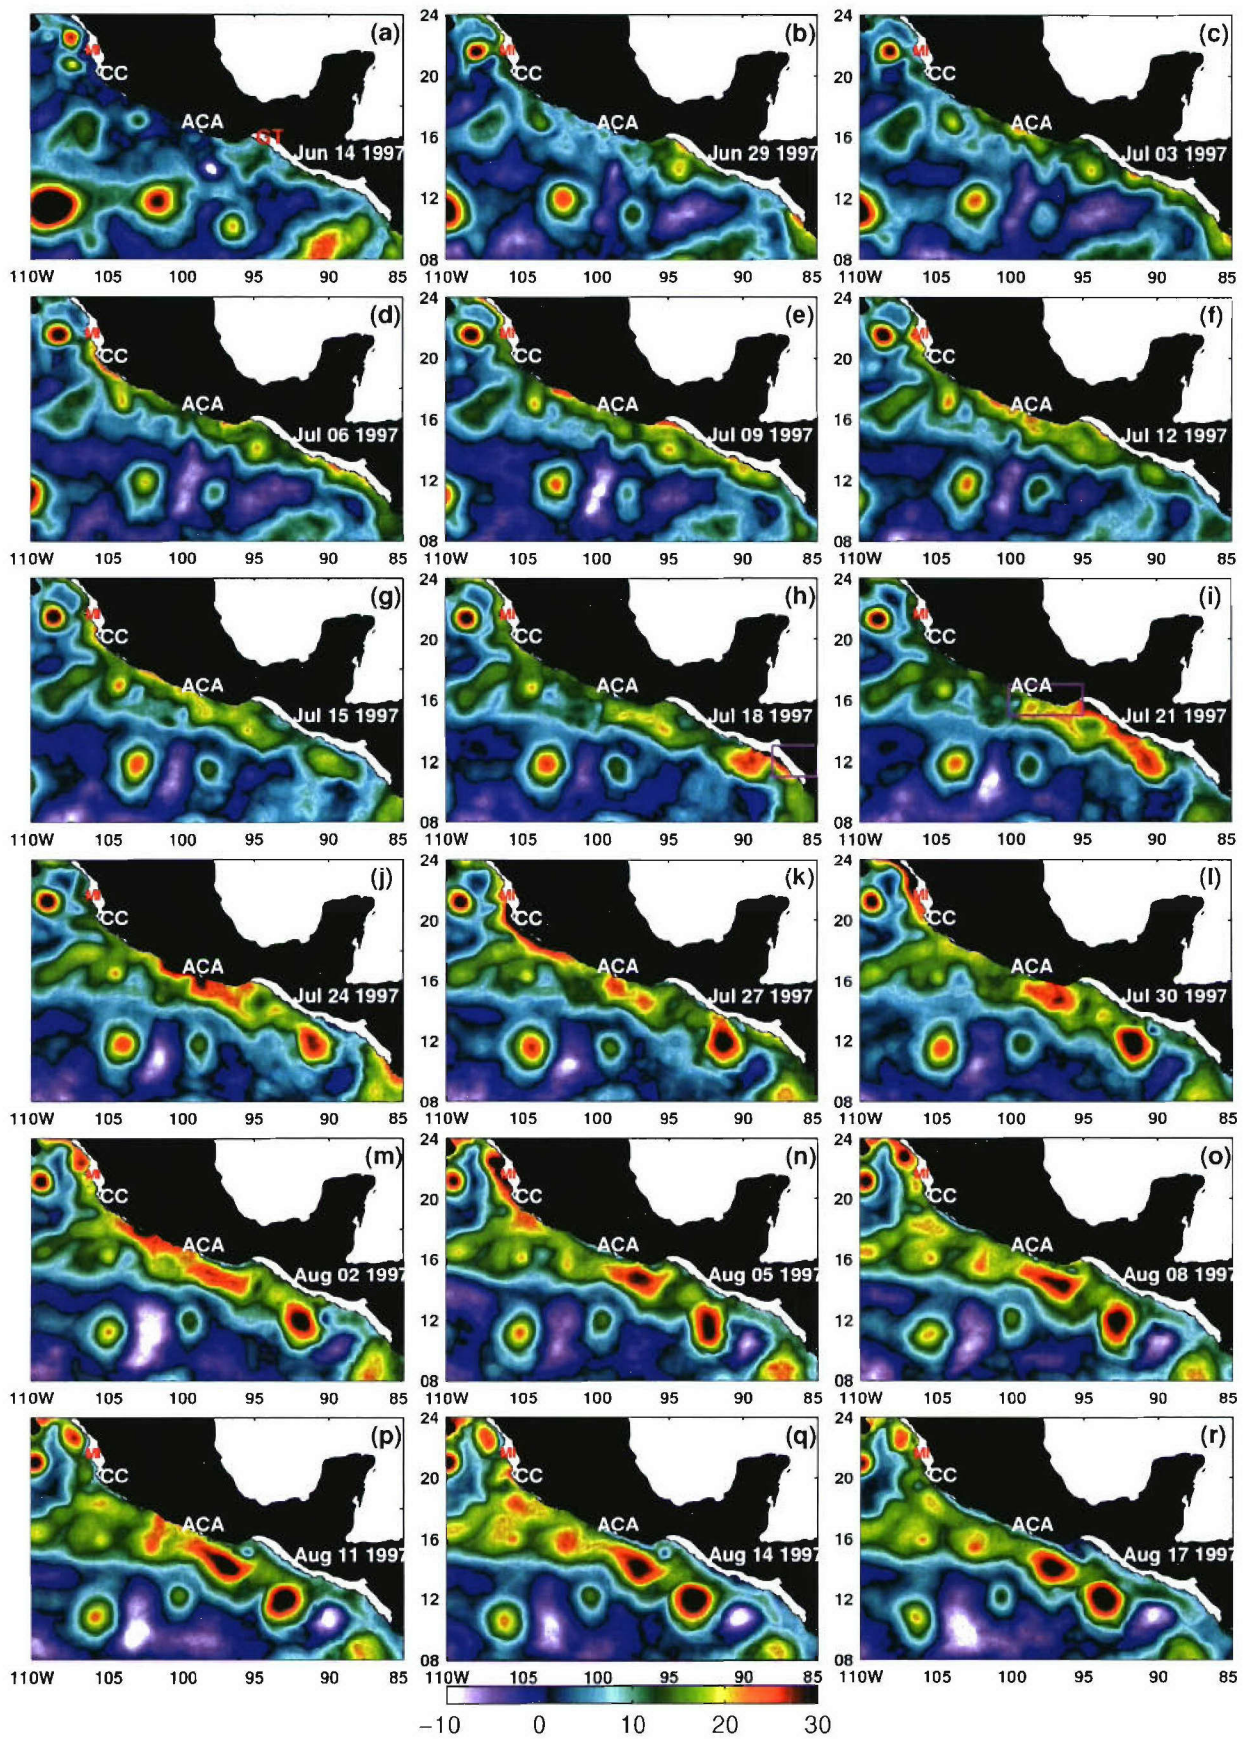 24 (a) 24 (b) 24 (c)
MI MI MI
CC 20 CC 20 CC
ACA 16 ACA 16 ACA
GT
Jun 14 1997 Jun 29 1997 Jul 03 1997
12 12
08 08
110W 105 100 95 90 85 110W 105 100 95 90 85 110W 105 100 95 90 85
24 (d) 24 (e) 24 (f)
MI MI MI
CC 20 CC 20 CC
ACA 16 ACA 16 ACA
Jul 06 1997 Jul 09 1997 Jul 12 1997
12 12
08 08
110W 105 100 95 90 85 110W 105 100 95 90 85 110W 105 100 95 90 85
(g) 24 (h) 24 (i)
MI MI MI
CC 20 CC 20 CC
ACA 16 ACA 16 ACA
Jul 15 1997 Jul 18 1997 Jul 21 1997
12 12
08 08
110W 105 100 95 90 85 110W 105 100 95 90 85 110W 105 100 95 90 85
(j) 24 (k) 24 (l)
MI MI MI
CC 20 CC 20 CC
ACA 16 ACA 16 ACA
Jul 24 1997 Jul 27 1997 Jul 30 1997
12 12
08 08
110W 105 100 95 90 85 110W 105 100 95 90 85 110W 105 100 95 90 85
(m) 24 (n) 24 (o)
MI MI MI
CC 20 CC 20 CC
ACA 16 ACA 16 ACA
Aug 02 1997 Aug 05 1997 Aug 08 1997
12 12
08 08
110W 105 100 95 90 85 110W 105 100 95 90 85 110W 105 100 95 90 85
(p) 24 (q) 24 (r)
MI MI MI
CC 20 CC 20 CC
ACA 16 ACA 16 ACA
Aug 11 1997 Aug 14 1997 Aug 17 1997
12 12
08 08
110W 105 100 95 90 85 110W 105 100 95 90 85 110W 105 100 95 90 85
−10 0 10 20 30